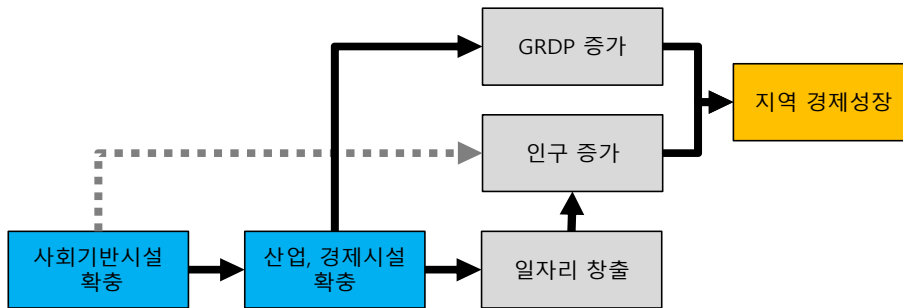 GRDP 증가
지역 경제성장
인구 증가
사회기반시설
확충
산업, 경제시설
확충
일자리 창출